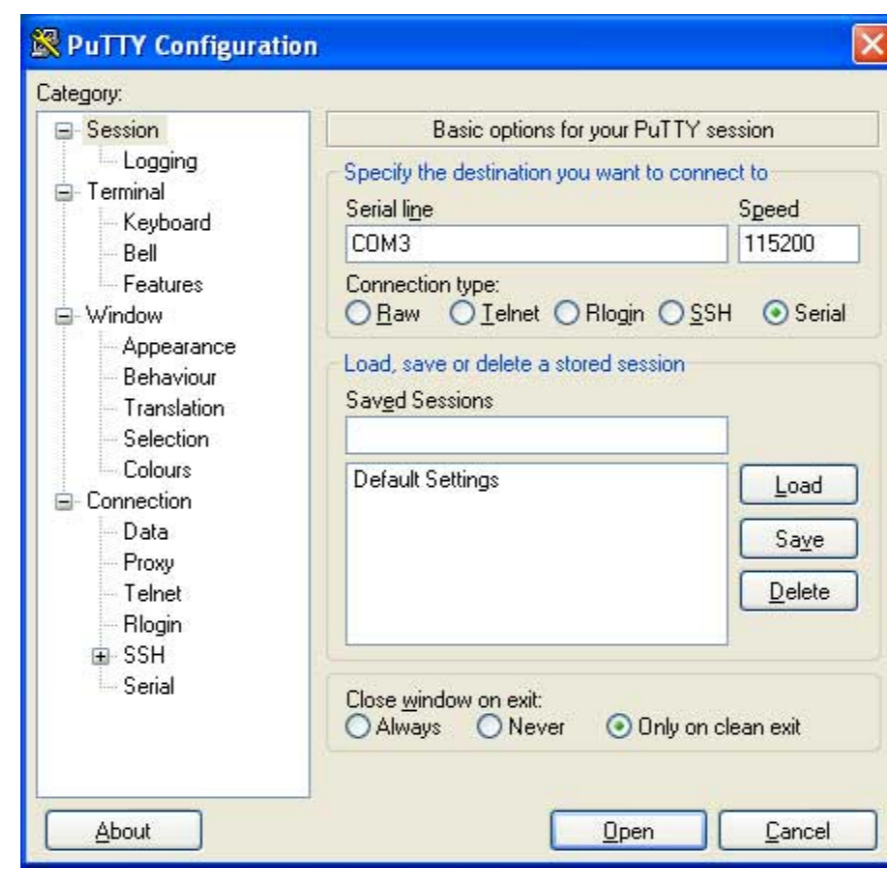 PuTTY Configuration
Category:
Session
Logging
Terminal
Keyboard
Bell
Features
Window
Appearance
Behaviour
Translation
Selection
Colours
Connection
Data
Proxy
Telnet
Rlogin
SSH
Serial
Basic options for your PuTTY session
Specify the destination you want to connect to
Serial line Speed
COM3 115200
Connection type:
Raw Telnet Rlogin SSH Serial
Load, save or delete a stored session
Saved Sessions
Default Settings
Load
Save
Delete
Close window on exit:
Always Never Only on clean exit
About Open Cancel